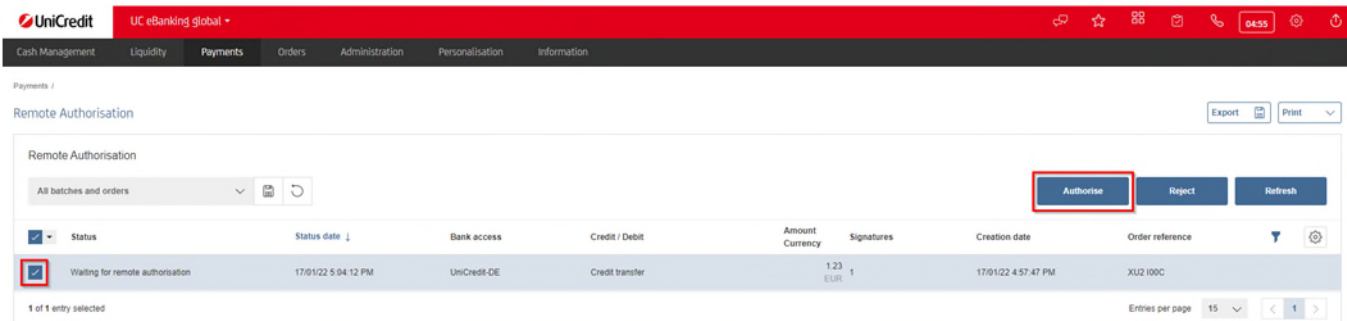 UniCredit UC eBanking global 04:55
Cash Management Liquidity Payments Orders Administration Personalisation Information
Payments /
Remote Authorisation Export Print
Remote Authorisation
All batches and orders Authorise Reject Refresh
Status Status date ↓ Bank access Credit / Debit Amount Currency Signatures Creation date Order reference
Waiting for remote authorisation 17/01/22 5:04:12 PM UniCredit-DE Credit transfer 1.23 EUR 1 17/01/22 4:57:47 PM XU2 I00C
1 of 1 entry selected Entries per page 15 < 1 >